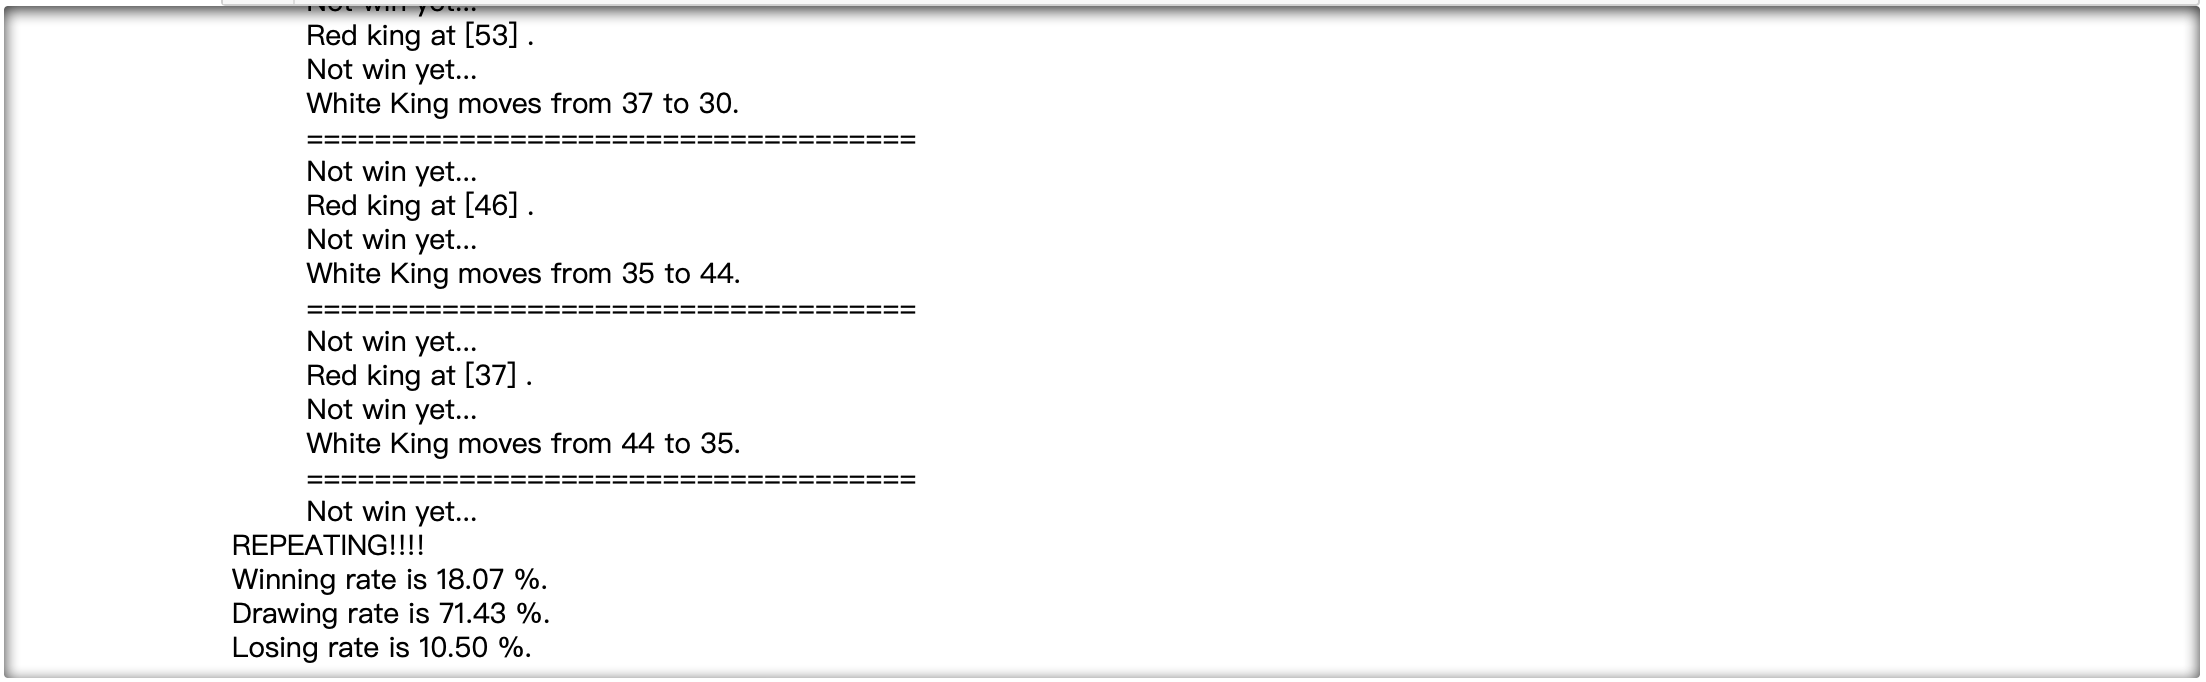 Not win yet...
Red king at [53] .
Not win yet...
White King moves from 37 to 30.
====================================
Not win yet...
Red king at [46] .
Not win yet...
White King moves from 35 to 44.
====================================
Not win yet...
Red king at [37] .
Not win yet...
White King moves from 44 to 35.
====================================
Not win yet...
REPEATING!!!!
Winning rate is 18.07 %.
Drawing rate is 71.43 %.
Losing rate is 10.50 %.